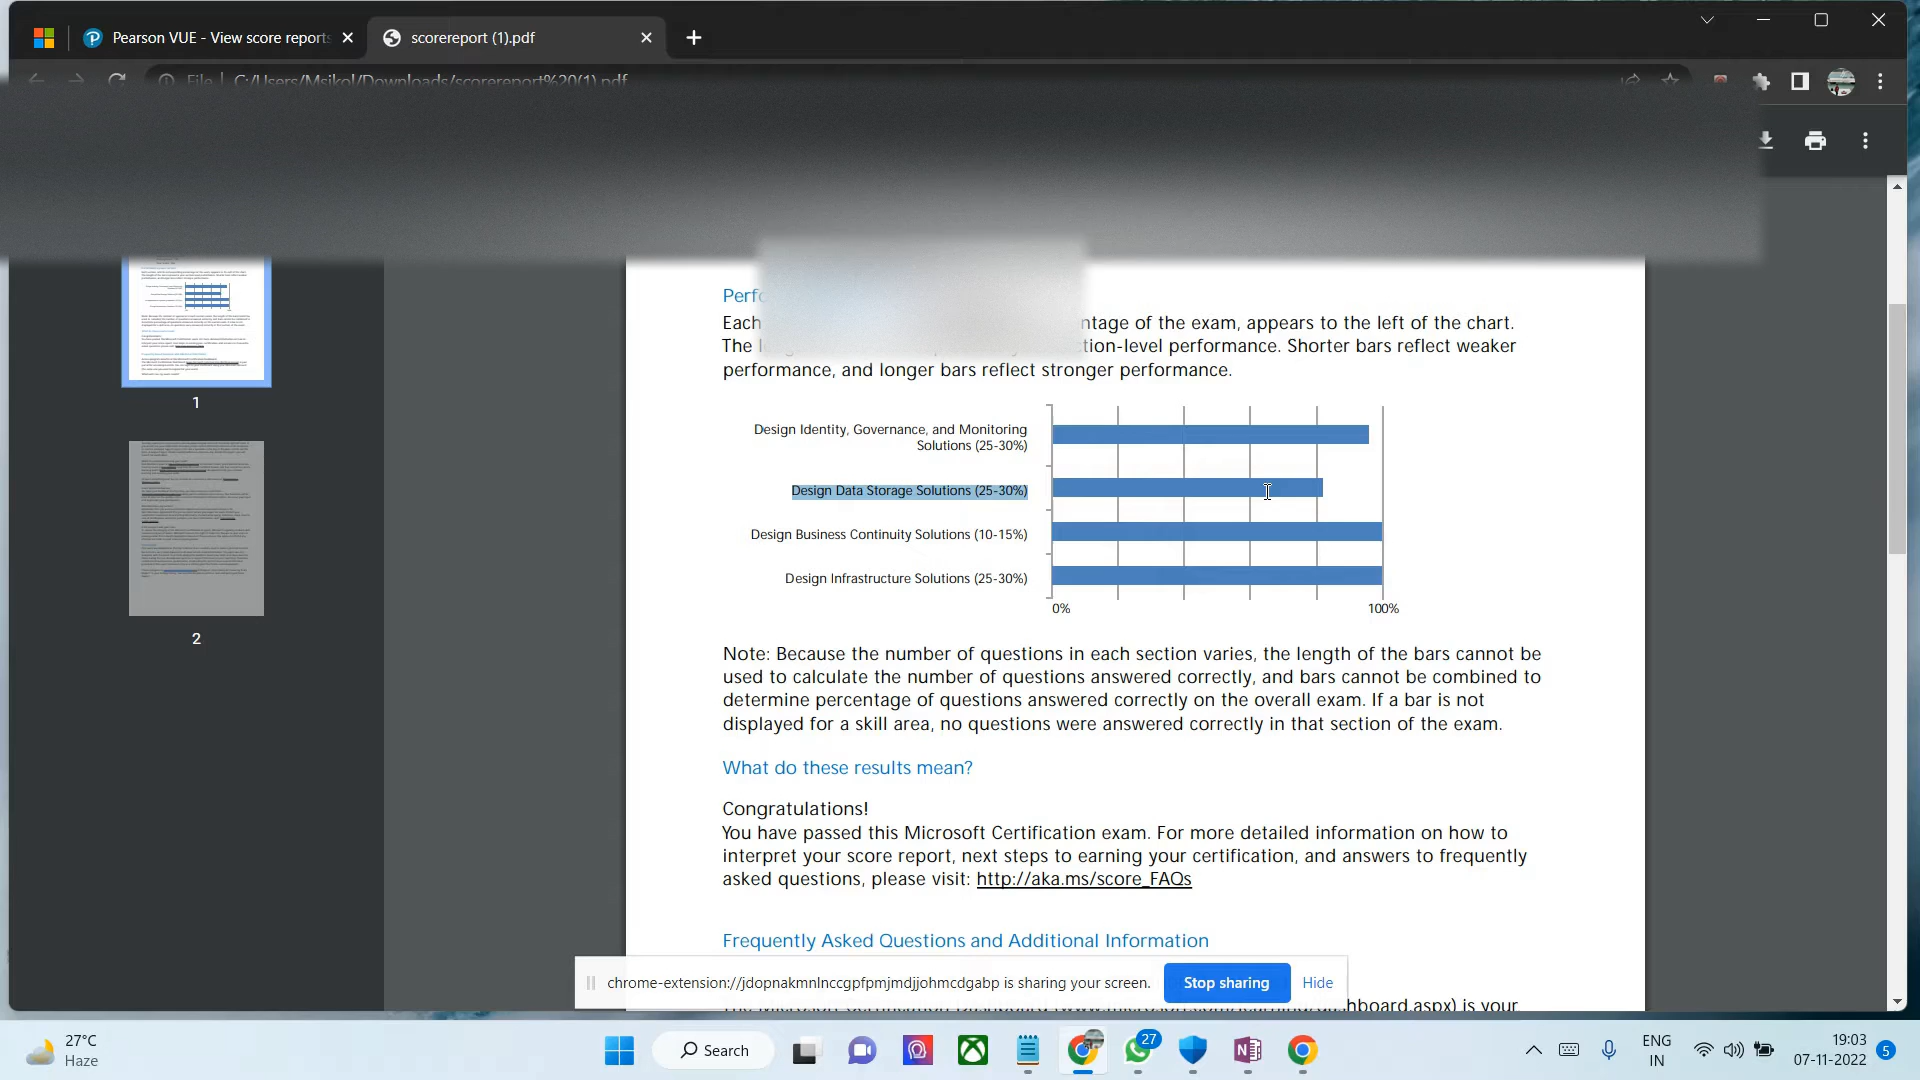 Pearson VUE - View score reports
scorereport (1).pdf
File
C:/Users/Msikol/Downloads/scorereport%20(1).pdf
Each
ntage of the exam, appears to the left of the chart.
The
ction-level performance. Shorter bars reflect weaker
performance, and longer bars reflect stronger performance.
Design Identity, Governance, and Monitoring
Solutions (25-30%)
Design Data Storage Solutions (25-30%)
Design Business Continuity Solutions (10-15%)
Design Infrastructure Solutions (25-30%)
0%
100%
1
2
Note: Because the number of questions in each section varies, the length of the bars cannot be
used to calculate the number of questions answered correctly, and bars cannot be combined to
determine percentage of questions answered correctly on the overall exam. If a bar is not
displayed for a skill area, no questions were answered correctly in that section of the exam.
What do these results mean?
Congratulations!
You have passed this Microsoft Certification exam. For more detailed information on how to
interpret your score report, next steps to earning your certification, and answers to frequently
asked questions, please visit: http://aka.ms/score_FAQs
Frequently Asked Questions and Additional Information
chrome-extension://jdopnakmnlnccgpfpmjmdjjohmcdgabp is sharing your screen.
Stop sharing
Hide
27°C
Haze
Search
27
ENG
IN
19:03
07-11-2022
5